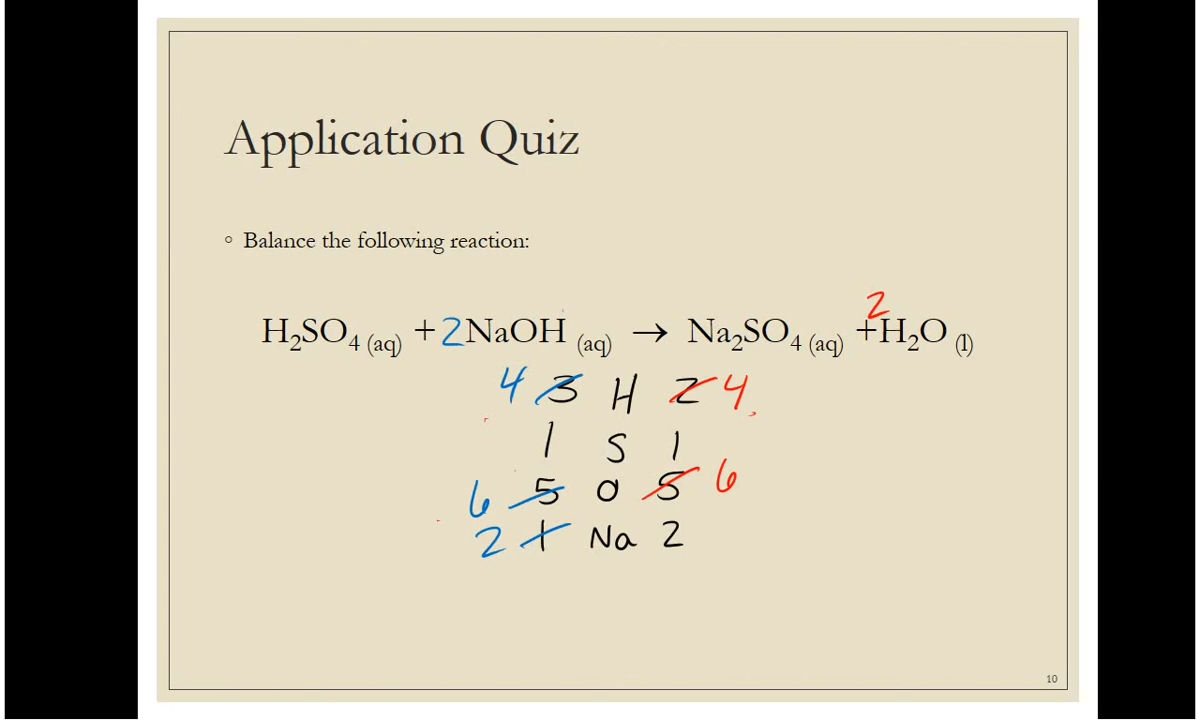 Application Quiz
◦ Balance the following reaction:
2
H₂SO₄ (aq) + 2NaOH (aq) → Na₂SO₄ (aq) +H₂O (l)
4 3 H 2 4
1 S 1
6 5 O 5 6
2 1 Na 2
10